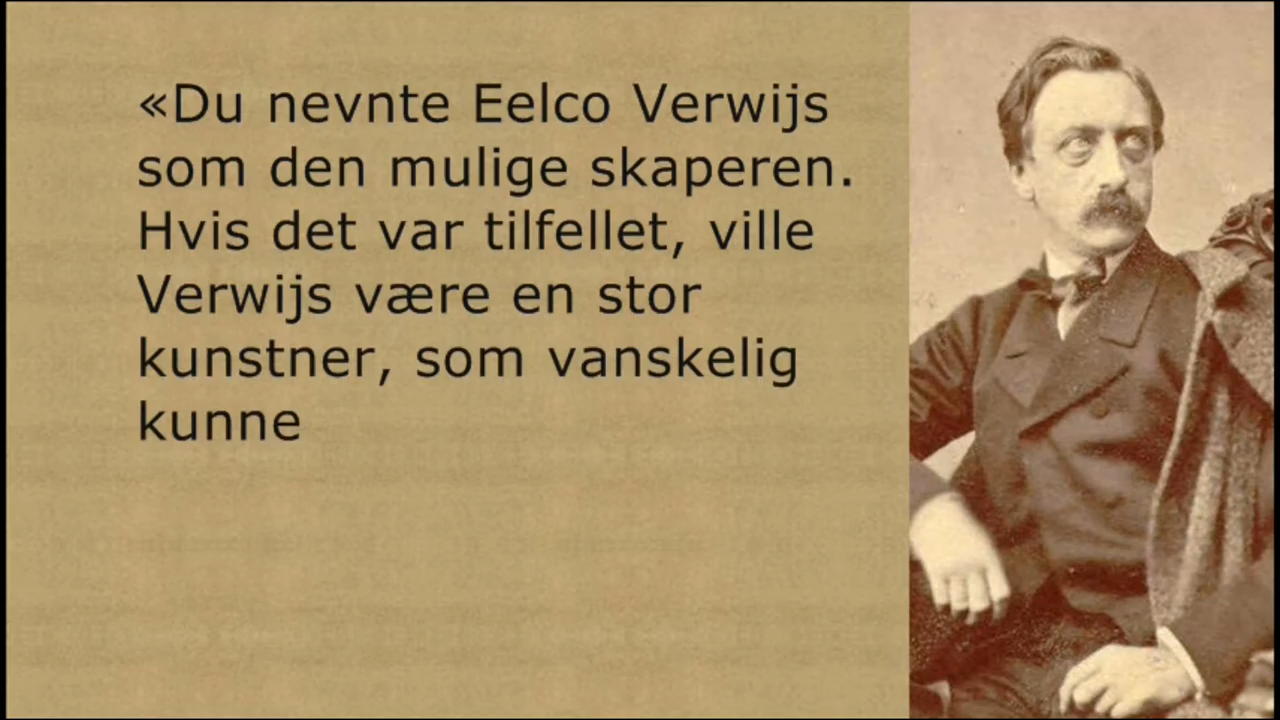 «Du nevnte Eelco Verwijs
som den mulige skaperen.
Hvis det var tilfellet, ville
Verwijs være en stor
kunstner, som vanskelig
kunne